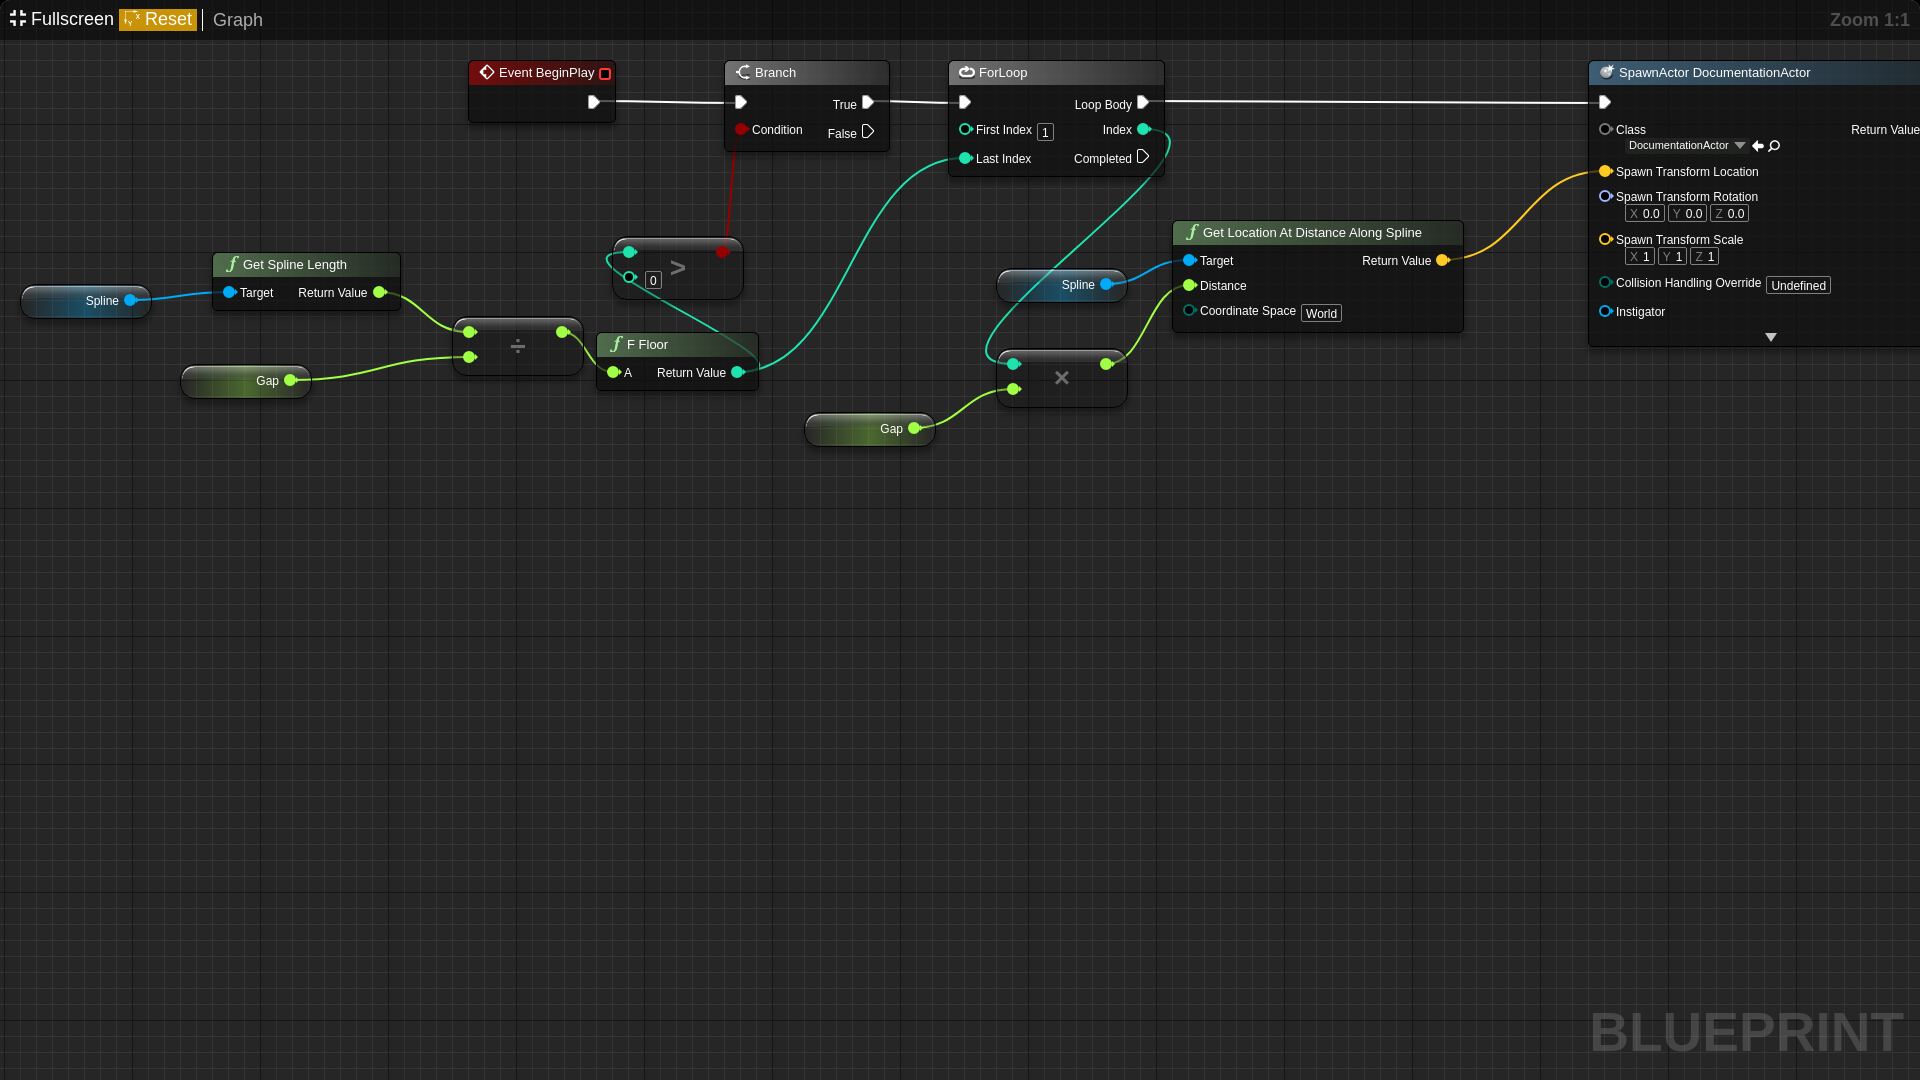 Fullscreen Reset Graph
Zoom 1:1
Event BeginPlay
Branch
True
Condition
False
ForLoop
Loop Body
First Index 1
Index
Last Index
Completed
SpawnActor DocumentationActor
Class
Return Value
DocumentationActor
Spawn Transform Location
Spawn Transform Rotation
X 0.0 Y 0.0 Z 0.0
Spawn Transform Scale
X 1 Y 1 Z 1
Collision Handling Override Undefined
Instigator
>
0
Get Location At Distance Along Spline
Target
Return Value
Distance
Coordinate Space World
Get Spline Length
Target
Return Value
Spline
Spline
÷
F Floor
A
Return Value
Gap
×
Gap
BLUEPRINT